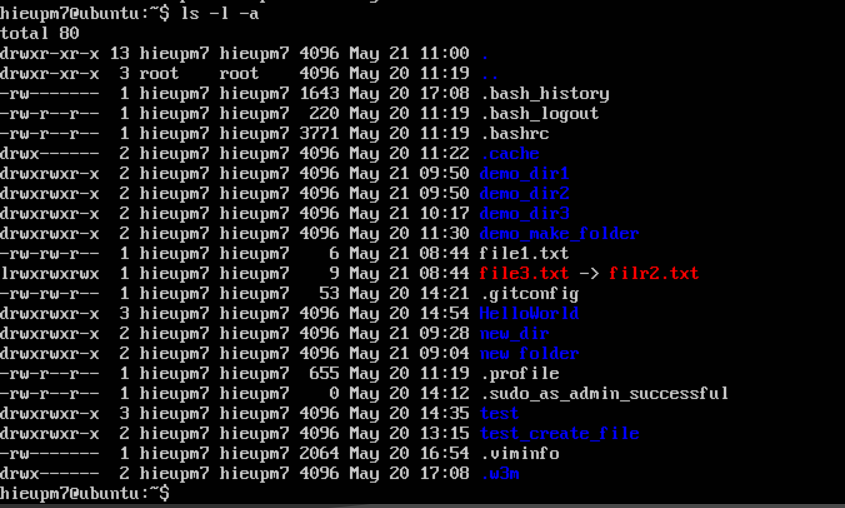 hieupm7@ubuntu:~$ ls -l -a
total 80
drwxr-xr-x 13 hieupm7 hieupm7 4096 May 21 11:00 .
drwxr-xr-x  3 root    root    4096 May 20 11:19 ..
-rw-------  1 hieupm7 hieupm7 1643 May 20 17:08 .bash_history
-rw-r--r--  1 hieupm7 hieupm7  220 May 20 11:19 .bash_logout
-rw-r--r--  1 hieupm7 hieupm7 3771 May 20 11:19 .bashrc
drwx------  2 hieupm7 hieupm7 4096 May 20 11:22 .cache
drwxrwxr-x  2 hieupm7 hieupm7 4096 May 21 09:50 demo_dir1
drwxrwxr-x  2 hieupm7 hieupm7 4096 May 21 09:50 demo_dir2
drwxrwxr-x  2 hieupm7 hieupm7 4096 May 21 10:17 demo_dir3
drwxrwxr-x  2 hieupm7 hieupm7 4096 May 20 11:30 demo_make_folder
-rw-rw-r--  1 hieupm7 hieupm7    6 May 21 08:44 file1.txt
lrwxrwxrwx  1 hieupm7 hieupm7    9 May 21 08:44 file3.txt -> filr2.txt
-rw-rw-r--  1 hieupm7 hieupm7   53 May 20 14:21 .gitconfig
drwxrwxr-x  3 hieupm7 hieupm7 4096 May 20 14:54 HelloWorld
drwxrwxr-x  2 hieupm7 hieupm7 4096 May 21 09:28 new_dir
drwxrwxr-x  2 hieupm7 hieupm7 4096 May 21 09:04 new folder
-rw-r--r--  1 hieupm7 hieupm7  655 May 20 11:19 .profile
-rw-r--r--  1 hieupm7 hieupm7    0 May 20 14:12 .sudo_as_admin_successful
drwxrwxr-x  3 hieupm7 hieupm7 4096 May 20 14:35 test
drwxrwxr-x  2 hieupm7 hieupm7 4096 May 20 13:15 test_create_file
-rw-------  1 hieupm7 hieupm7 2064 May 20 16:54 .viminfo
drwx------  2 hieupm7 hieupm7 4096 May 20 17:08 .w3m
hieupm7@ubuntu:~$